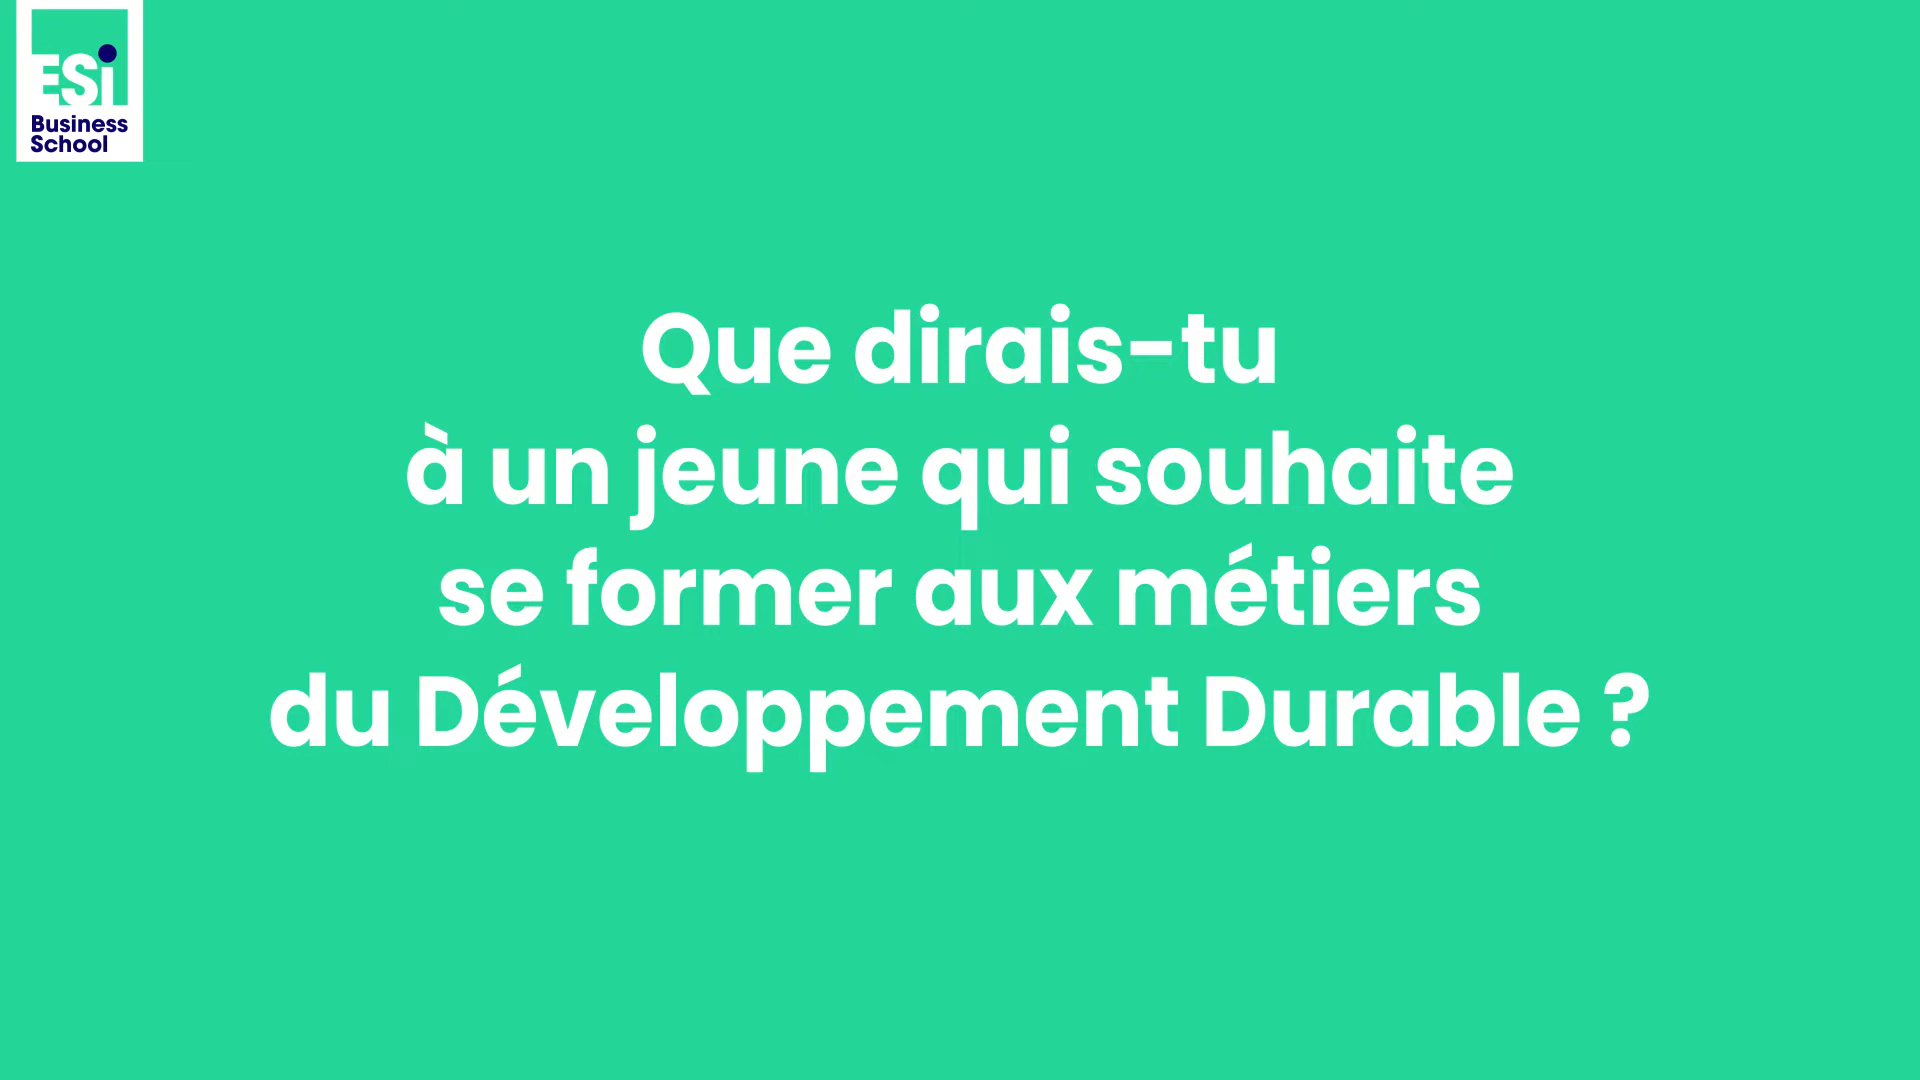 ESi
Business
School
Que dirais-tu
à un jeune qui souhaite
se former aux métiers
du Développement Durable ?